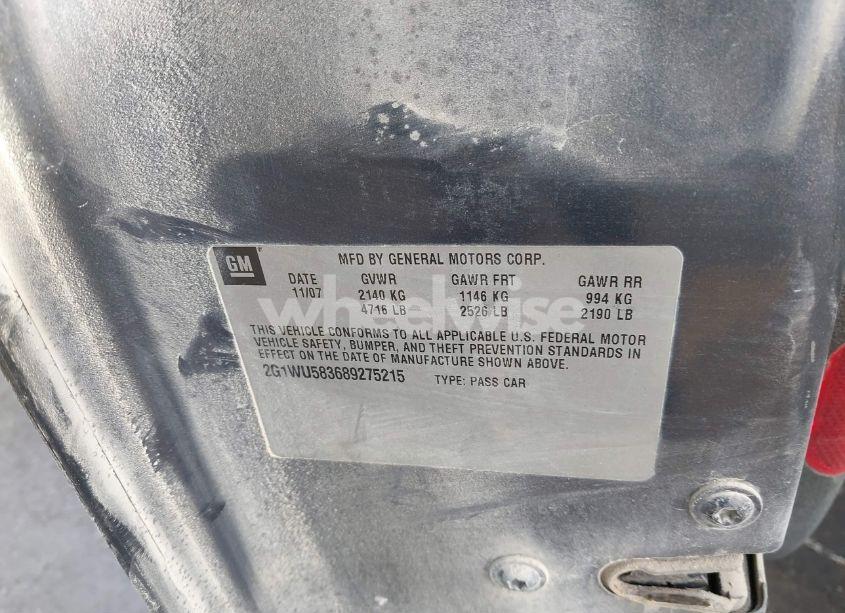 GM
MFD BY GENERAL MOTORS CORP.
DATE GVWR GAWR FRT GAWR RR
11/07 2140 KG 1146 KG 994 KG
4716 LB 2526 LB 2190 LB
THIS VEHICLE CONFORMS TO ALL APPLICABLE U.S. FEDERAL MOTOR
VEHICLE SAFETY, BUMPER, AND THEFT PREVENTION STANDARDS IN
EFFECT ON THE DATE OF MANUFACTURE SHOWN ABOVE.
2G1WU583689275215 TYPE: PASS CAR
wheelwise